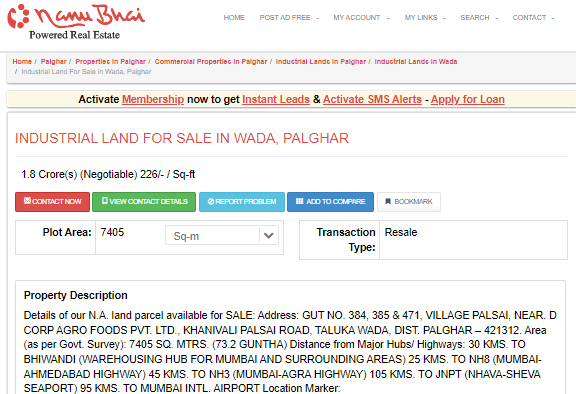 Nanu Bhai
Powered Real Estate
HOME POST AD FREE MY ACCOUNT MY LINKS SEARCH CONTACT
Home / Palghar / Properties in Palghar / Commercial Properties in Palghar / Industrial Lands in Palghar / Industrial Lands in Wada
/ Industrial Land For Sale in Wada, Palghar
Activate Membership now to get Instant Leads & Activate SMS Alerts - Apply for Loan
INDUSTRIAL LAND FOR SALE IN WADA, PALGHAR
1.8 Crore(s) (Negotiable) 226/- / Sq-ft
CONTACT NOW VIEW CONTACT DETAILS REPORT PROBLEM ADD TO COMPARE BOOKMARK
Plot Area: 7405 Sq-m Transaction Type: Resale
Property Description
Details of our N.A. land parcel available for SALE: Address: GUT NO. 384, 385 & 471, VILLAGE PALSAI, NEAR. D
CORP AGRO FOODS PVT. LTD., KHANIVALI PALSAI ROAD, TALUKA WADA, DIST. PALGHAR – 421312. Area
(as per Govt. Survey): 7405 SQ. MTRS. (73.2 GUNTHA) Distance from Major Hubs/ Highways: 30 KMS. TO
BHIWANDI (WAREHOUSING HUB FOR MUMBAI AND SURROUNDING AREAS) 25 KMS. TO NH8 (MUMBAI-
AHMEDABAD HIGHWAY) 45 KMS. TO NH3 (MUMBAI-AGRA HIGHWAY) 105 KMS. TO JNPT (NHAVA-SHEVA
SEAPORT) 95 KMS. TO MUMBAI INTL. AIRPORT Location Marker: